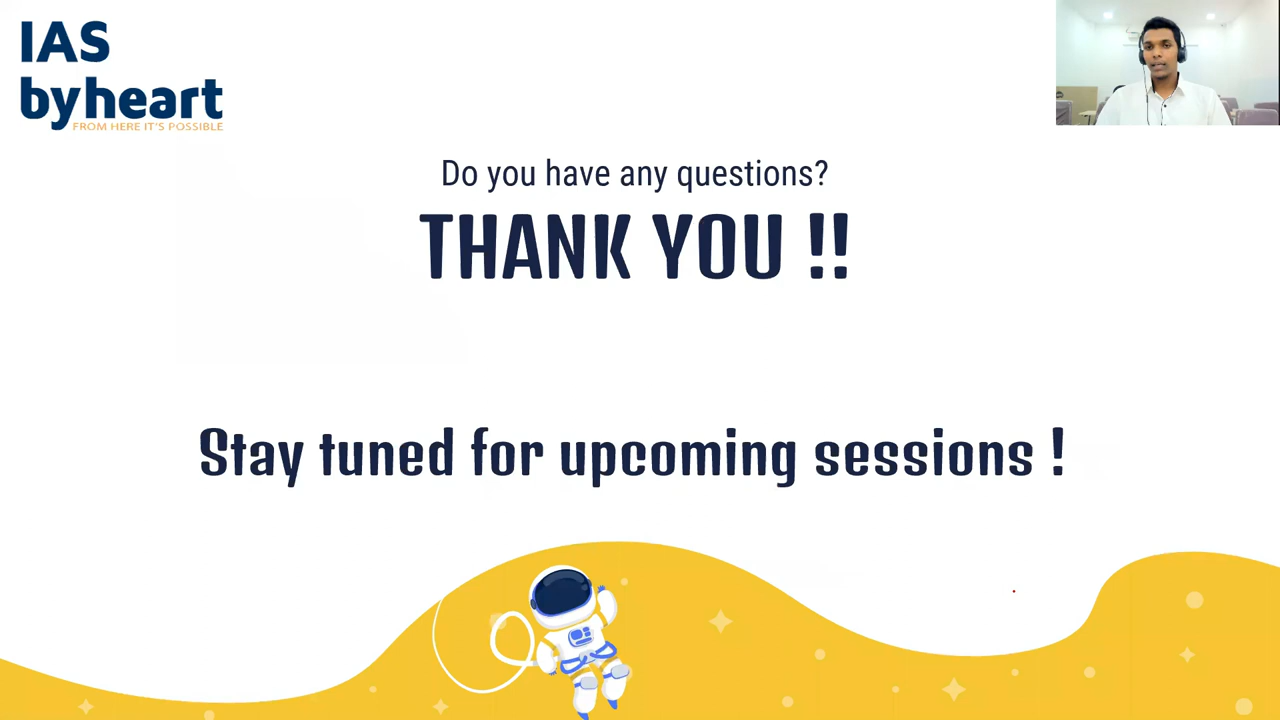 IAS
byheart
FROM HERE IT'S POSSIBLE
Do you have any questions?
THANK YOU !!
Stay tuned for upcoming sessions !